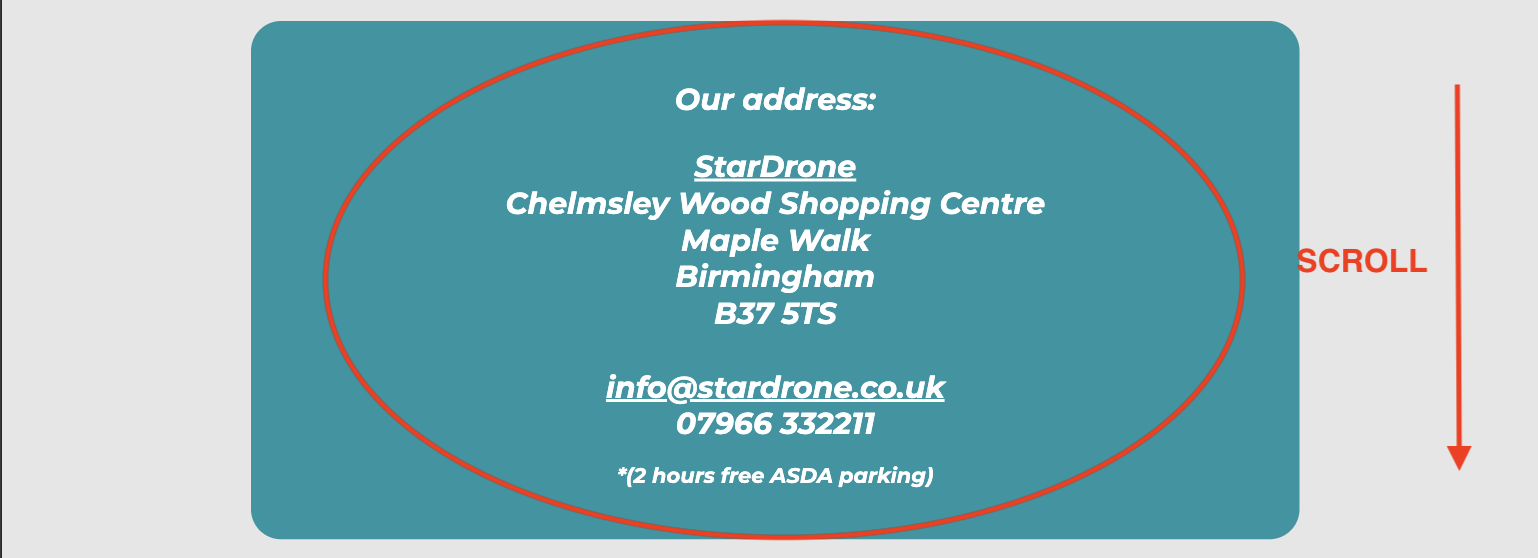 Our address:
StarDrone
Chelmsley Wood Shopping Centre
Maple Walk
Birmingham
B37 5TS
info@stardrone.co.uk
07966 332211
*(2 hours free ASDA parking)
SCROLL